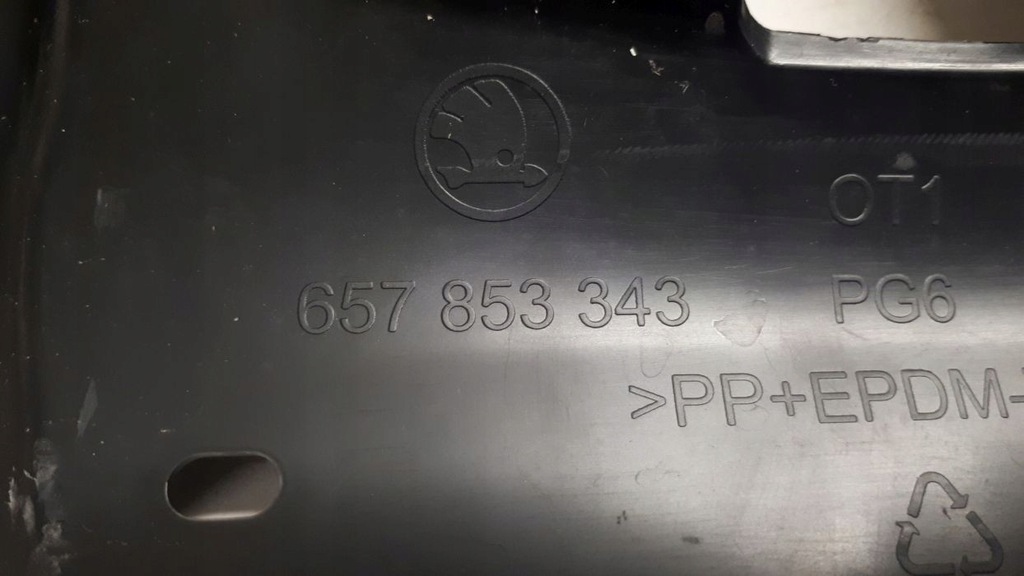 OT1
657 853 343 PG6
>PP+EPDM-